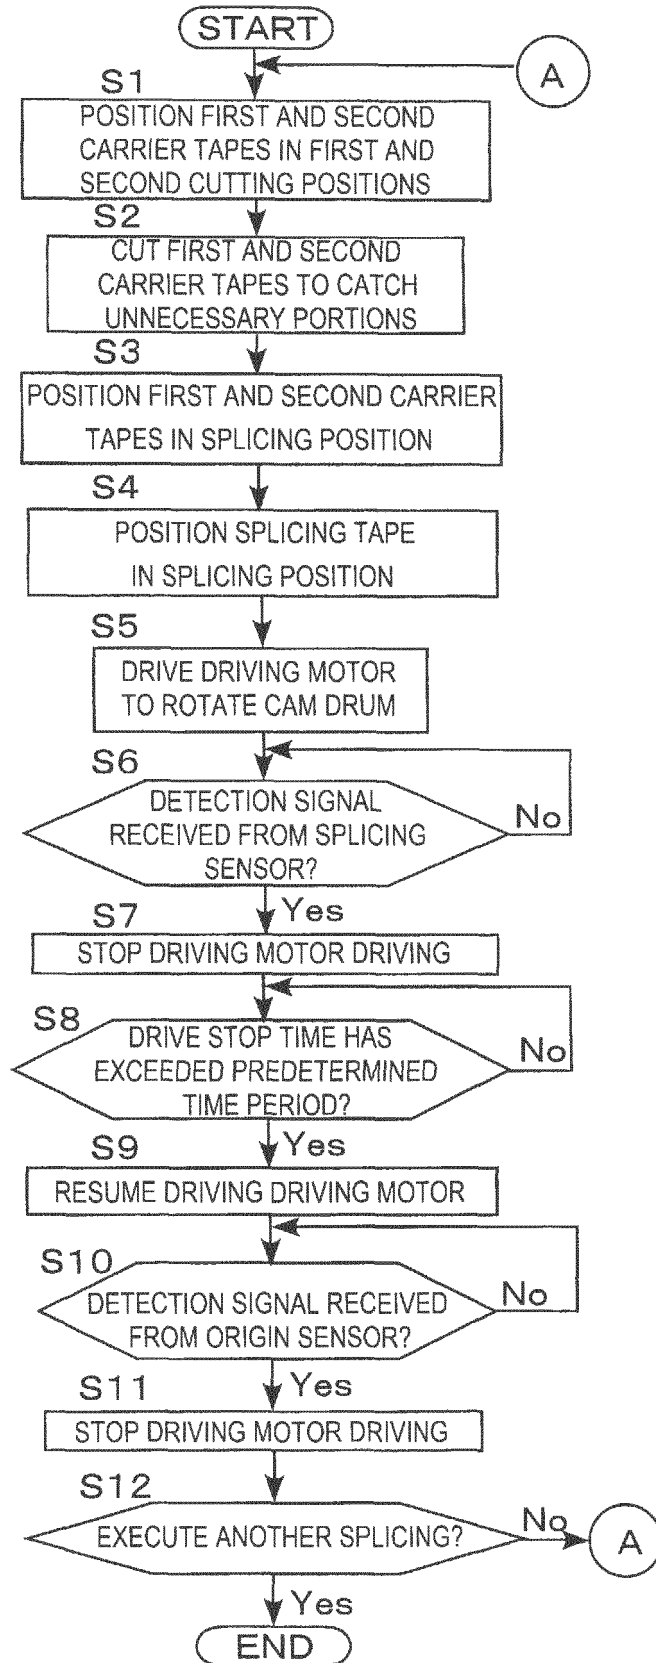 START
A
S1
POSITION FIRST AND SECOND
CARRIER TAPES IN FIRST AND
SECOND CUTTING POSITIONS
S2
CUT FIRST AND SECOND
CARRIER TAPES TO CATCH
UNNECESSARY PORTIONS
S3
POSITION FIRST AND SECOND CARRIER
TAPES IN SPLICING POSITION
S4
POSITION SPLICING TAPE
IN SPLICING POSITION
S5
DRIVE DRIVING MOTOR
TO ROTATE CAM DRUM
S6
DETECTION SIGNAL
RECEIVED FROM SPLICING
SENSOR?
No
Yes
S7
STOP DRIVING MOTOR DRIVING
S8
DRIVE STOP TIME HAS
EXCEEDED PREDETERMINED
TIME PERIOD?
No
Yes
S9
RESUME DRIVING DRIVING MOTOR
S10
DETECTION SIGNAL RECEIVED
FROM ORIGIN SENSOR?
No
Yes
S11
STOP DRIVING MOTOR DRIVING
S12
EXECUTE ANOTHER SPLICING?
No
A
Yes
END